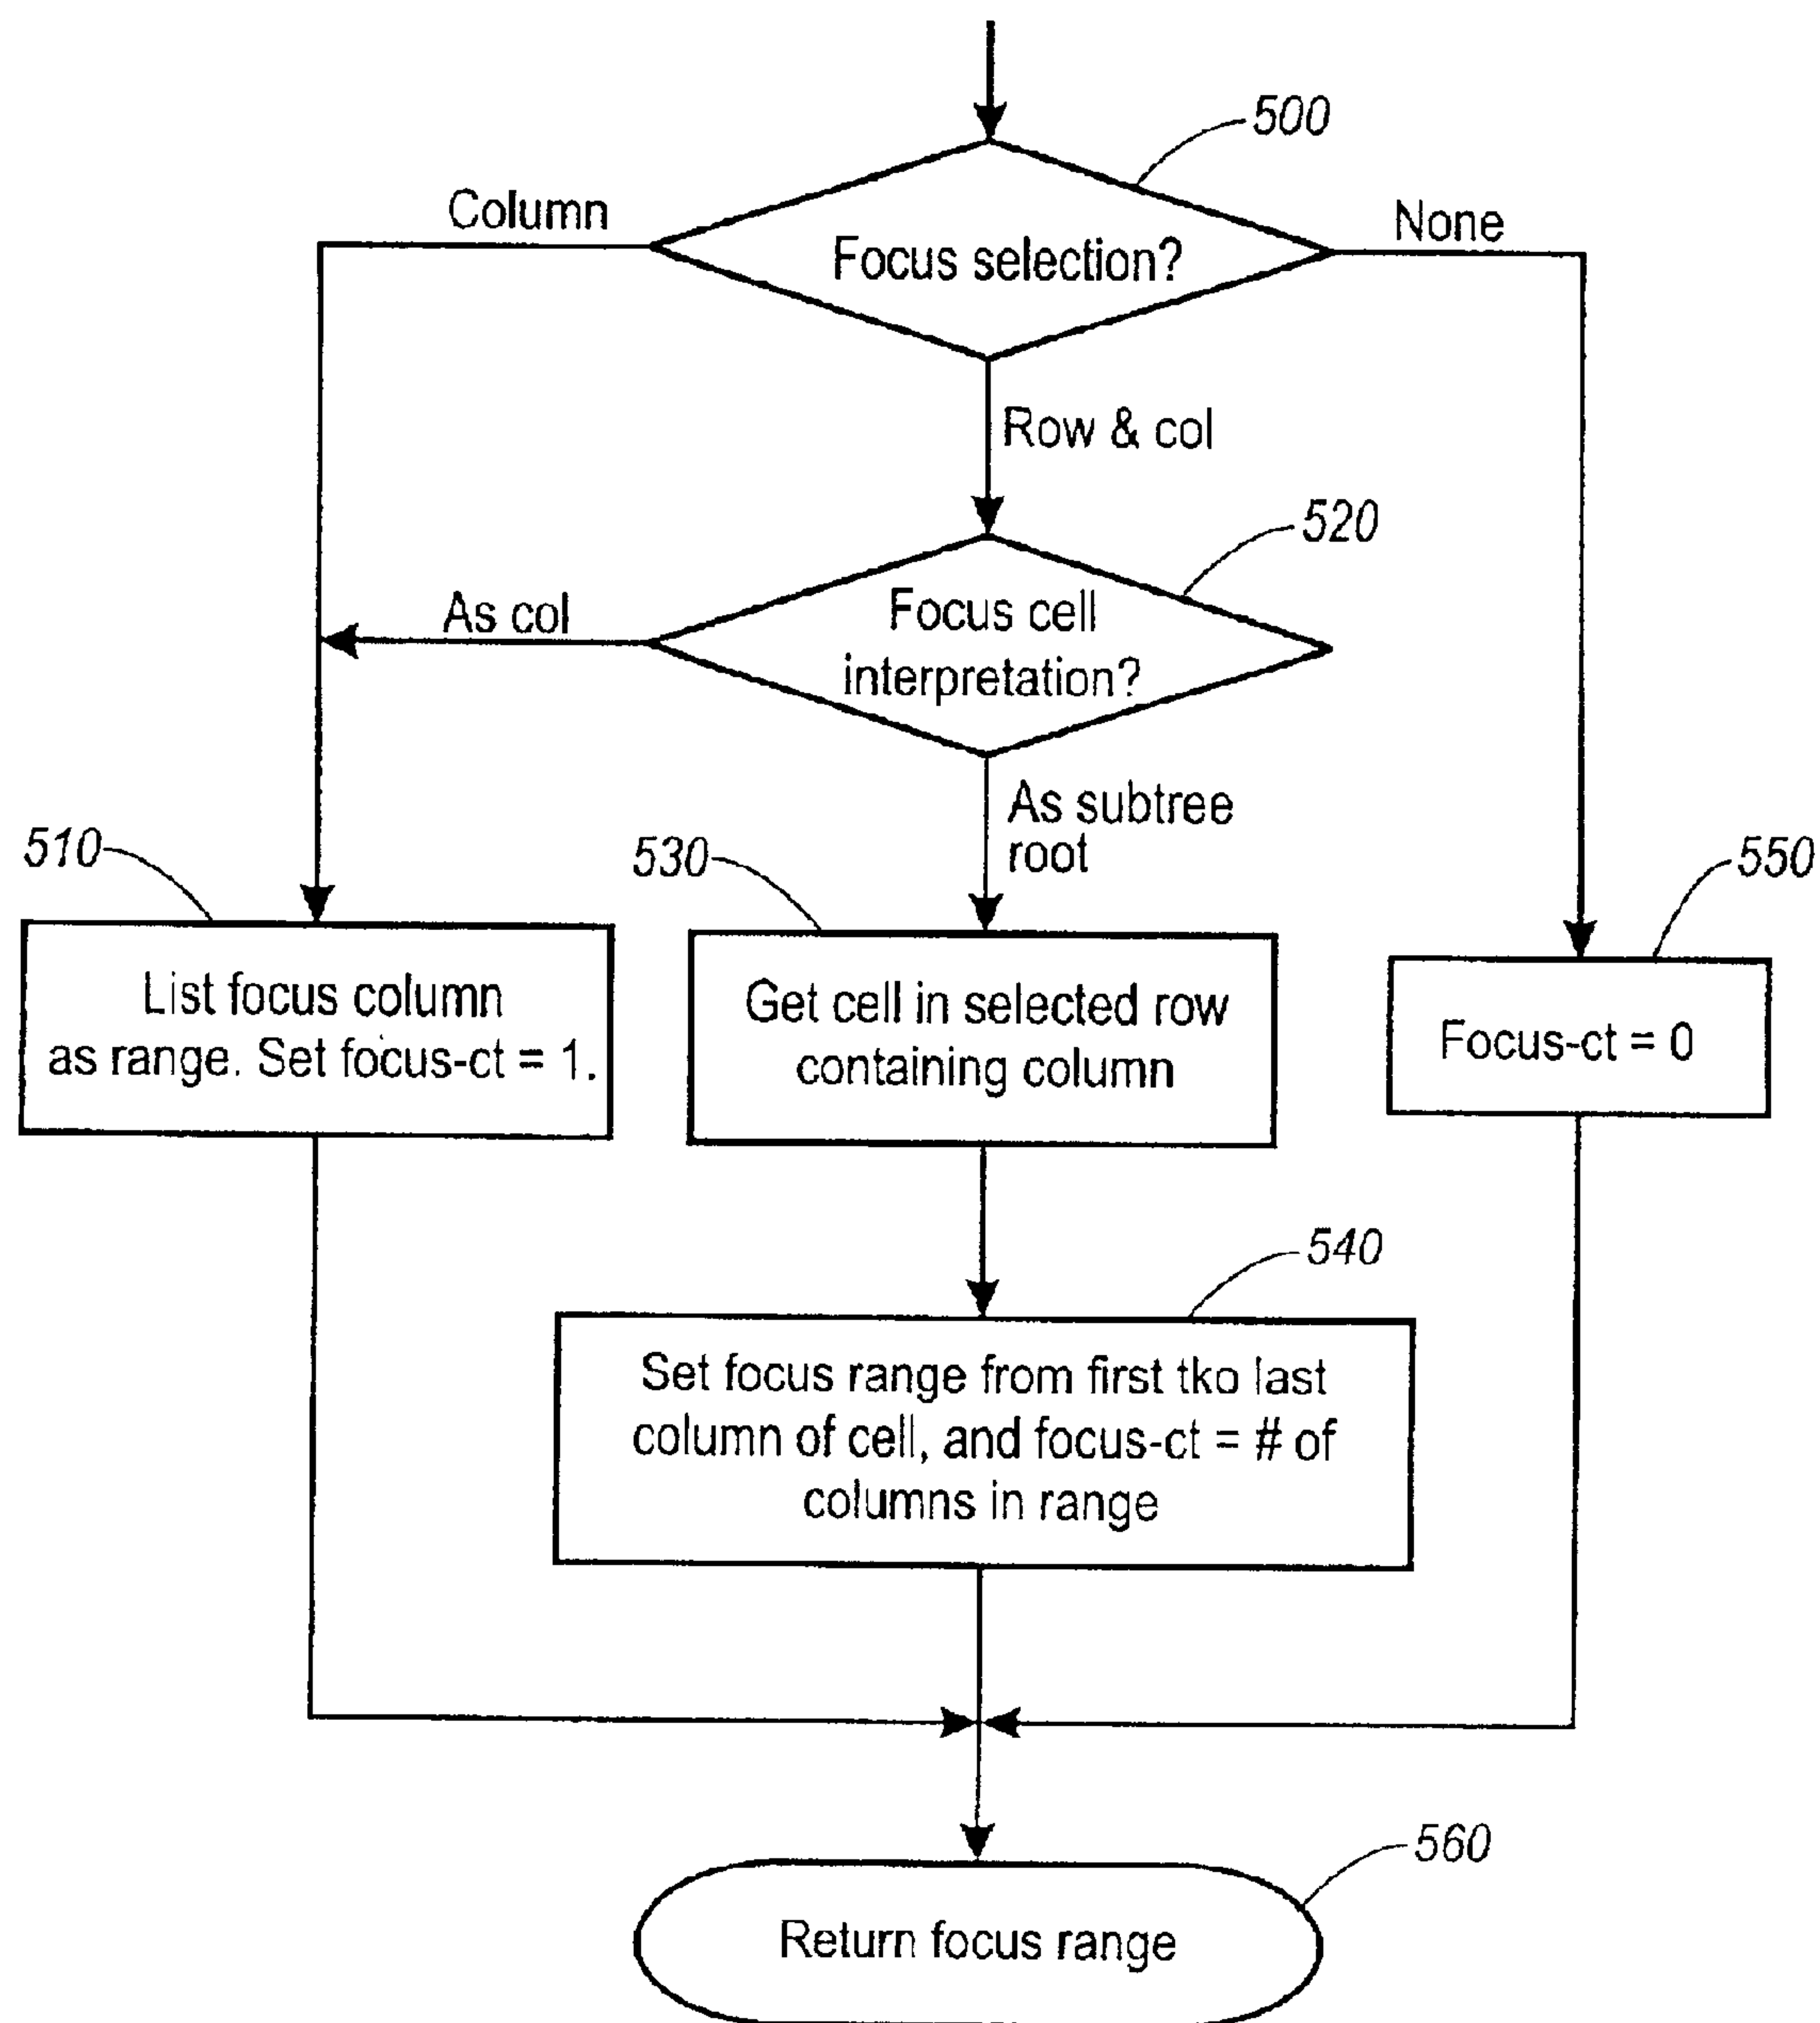 500
Column
None
Focus selection?
Row & col
520
As col
Focus cell
interpretation?
As subtree
root
510
530
550
List focus column
as range. Set focus-ct = 1.
Get cell in selected row
containing column
Focus-ct = 0
540
Set focus range from first tko last
column of cell, and focus-ct = # of
columns in range
560
Return focus range